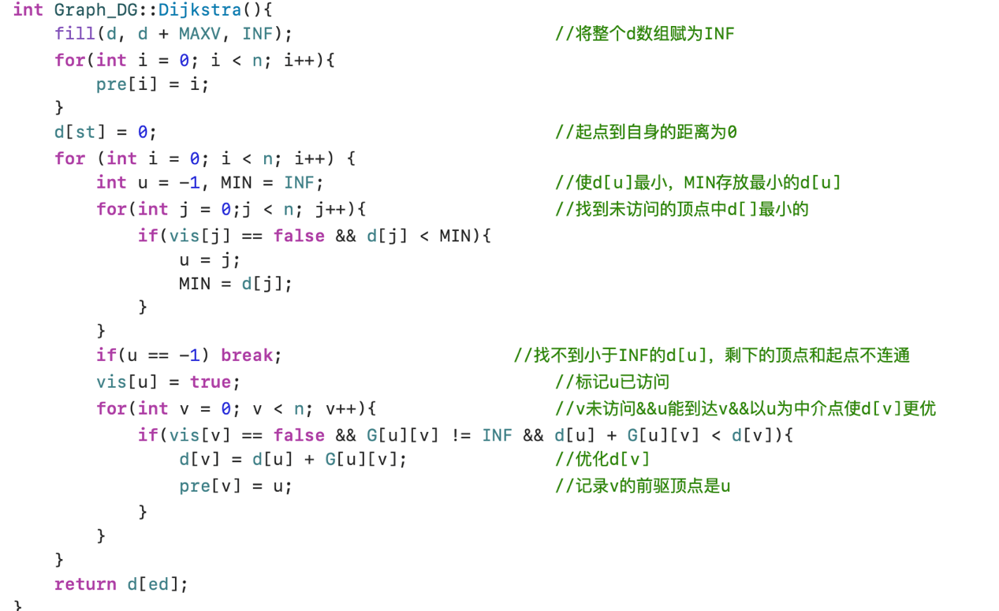 int Graph_DG::Dijkstra(){
    fill(d, d + MAXV, INF);                         //将整个d数组赋为INF
    for(int i = 0; i < n; i++){
        pre[i] = i;
    }
    d[st] = 0;                                      //起点到自身的距离为0
    for (int i = 0; i < n; i++) {
        int u = -1, MIN = INF;                      //使d[u]最小，MIN存放最小的d[u]
        for(int j = 0;j < n; j++){                  //找到未访问的顶点中d[]最小的
            if(vis[j] == false && d[j] < MIN){
                u = j;
                MIN = d[j];
            }
        }
        if(u == -1) break;                      //找不到小于INF的d[u]，剩下的顶点和起点不连通
        vis[u] = true;                              //标记u已访问
        for(int v = 0; v < n; v++){                 //v未访问&&u能到达v&&以u为中介点使d[v]更优
            if(vis[v] == false && G[u][v] != INF && d[u] + G[u][v] < d[v]){
                d[v] = d[u] + G[u][v];              //优化d[v]
                pre[v] = u;                         //记录v的前驱顶点是u
            }
        }
    }
    return d[ed];
}